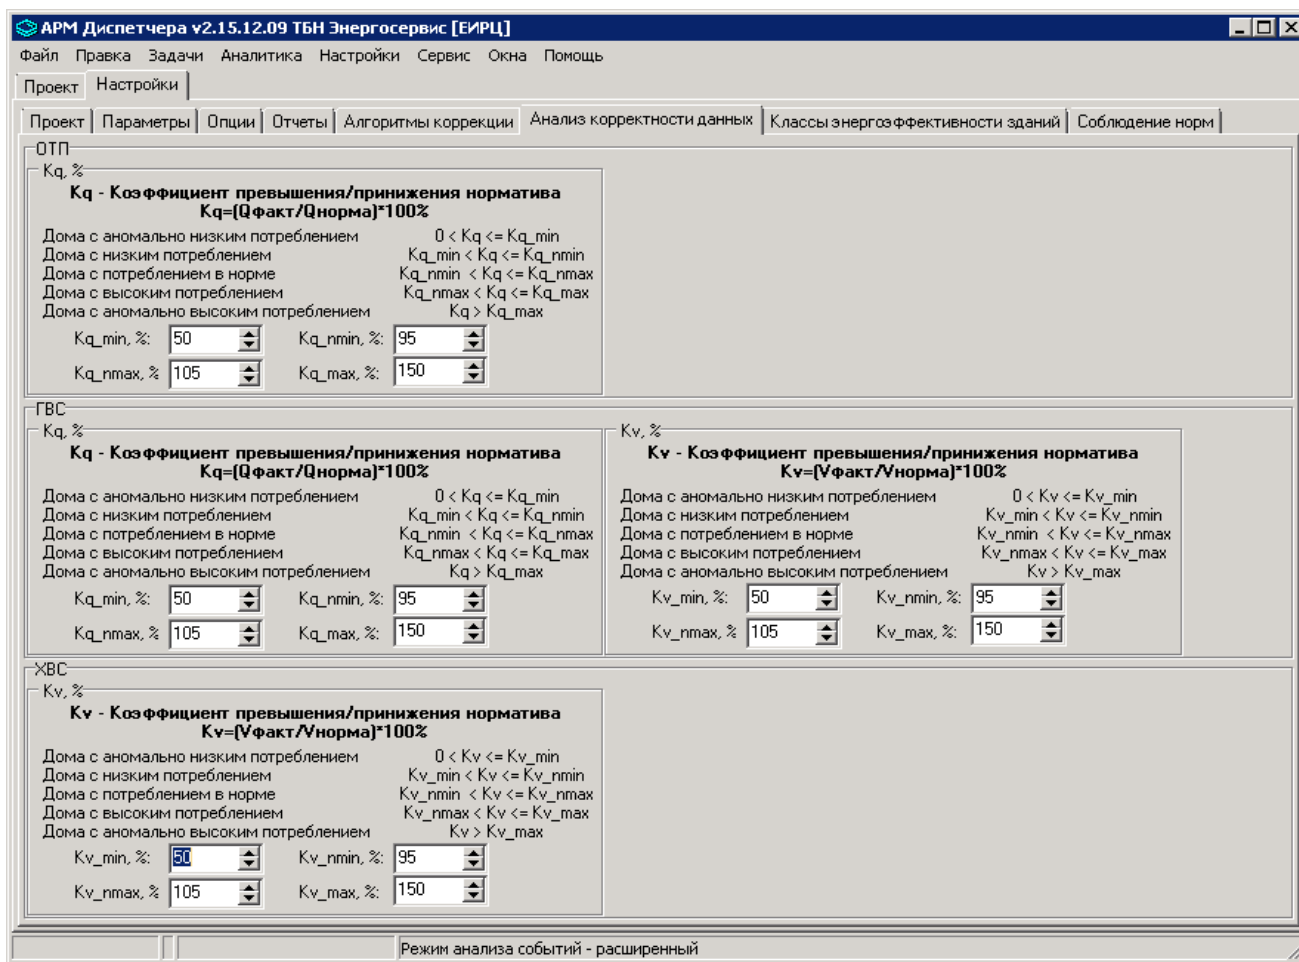 АРМ Диспетчера v2.15.12.09 ТБН Энергосервис [ЕИРЦ]
Файл Правка Задачи Аналитика Настройки Сервис Окна Помощь
Проект Настройки
Проект Параметры Опции Отчеты Алгоритмы коррекции Анализ корректности данных Классы энергоэффективности зданий Соблюдение норм
ОТП
Kq, %
Kq - Коэффициент превышения/принижения норматива
Kq=(Qфакт/Qнорма)*100%
Дома с аномально низким потреблением 0 < Kq <= Kq_min
Дома с низким потреблением Kq_min < Kq <= Kq_nmin
Дома с потреблением в норме Kq_nmin < Kq <= Kq_nmax
Дома с высоким потреблением Kq_nmax < Kq <= Kq_max
Дома с аномально высоким потреблением Kq > Kq_max
Kq_min, %: 50 Kq_nmin, %: 95
Kq_nmax, % 105 Kq_max, %: 150
ГВС
Kq, %
Kq - Коэффициент превышения/принижения норматива
Kq=(Qфакт/Qнорма)*100%
Дома с аномально низким потреблением 0 < Kq <= Kq_min
Дома с низким потреблением Kq_min < Kq <= Kq_nmin
Дома с потреблением в норме Kq_nmin < Kq <= Kq_nmax
Дома с высоким потреблением Kq_nmax < Kq <= Kq_max
Дома с аномально высоким потреблением Kq > Kq_max
Kq_min, %: 50 Kq_nmin, %: 95
Kq_nmax, % 105 Kq_max, %: 150
Kv, %
Kv - Коэффициент превышения/принижения норматива
Kv=(Vфакт/Vнорма)*100%
Дома с аномально низким потреблением 0 < Kv <= Kv_min
Дома с низким потреблением Kv_min < Kv <= Kv_nmin
Дома с потреблением в норме Kv_nmin < Kv <= Kv_nmax
Дома с высоким потреблением Kv_nmax < Kv <= Kv_max
Дома с аномально высоким потреблением Kv > Kv_max
Kv_min, %: 50 Kv_nmin, %: 95
Kv_nmax, % 105 Kv_max, %: 150
ХВС
Kv, %
Kv - Коэффициент превышения/принижения норматива
Kv=(Vфакт/Vнорма)*100%
Дома с аномально низким потреблением 0 < Kv <= Kv_min
Дома с низким потреблением Kv_min < Kv <= Kv_nmin
Дома с потреблением в норме Kv_nmin < Kv <= Kv_nmax
Дома с высоким потреблением Kv_nmax < Kv <= Kv_max
Дома с аномально высоким потреблением Kv > Kv_max
Kv_min, %: 50 Kv_nmin, %: 95
Kv_nmax, % 105 Kv_max, %: 150
Режим анализа событий - расширенный